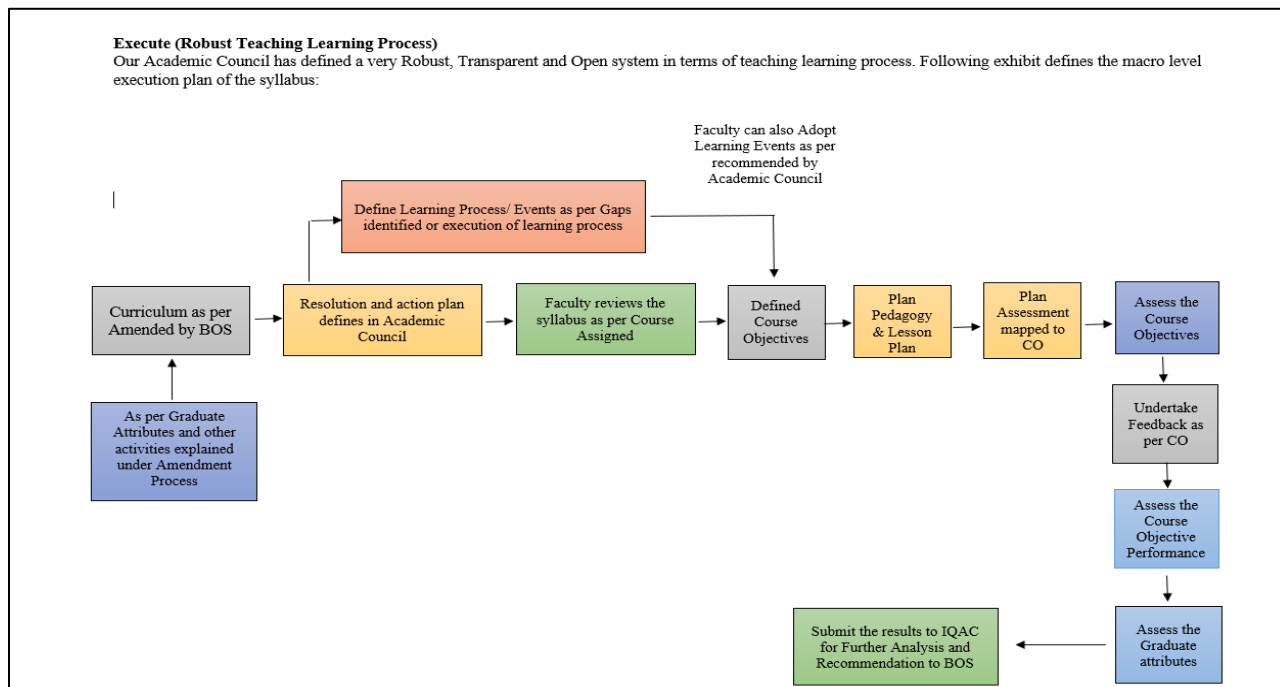 Execute (Robust Teaching Learning Process)
Our Academic Council has defined a very Robust, Transparent and Open system in terms of teaching learning process. Following exhibit defines the macro level
execution plan of the syllabus:
Faculty can also Adopt
Learning Events as per
recommended by
Academic Council
Define Learning Process/ Events as per Gaps
identified or execution of learning process
Curriculum as per
Amended by BOS
Resolution and action plan
defines in Academic
Council
Faculty reviews the
syllabus as per Course
Assigned
Defined
Course
Objectives
Plan
Pedagogy
& Lesson
Plan
Plan
Assessment
mapped to
CO
Assess the
Course
Objectives
As per Graduate
Attributes and other
activities explained
under Amendment
Process
Undertake
Feedback as
per CO
Assess the
Course
Objective
Performance
Assess the
Graduate
attributes
Submit the results to IQAC
for Further Analysis and
Recommendation to BOS